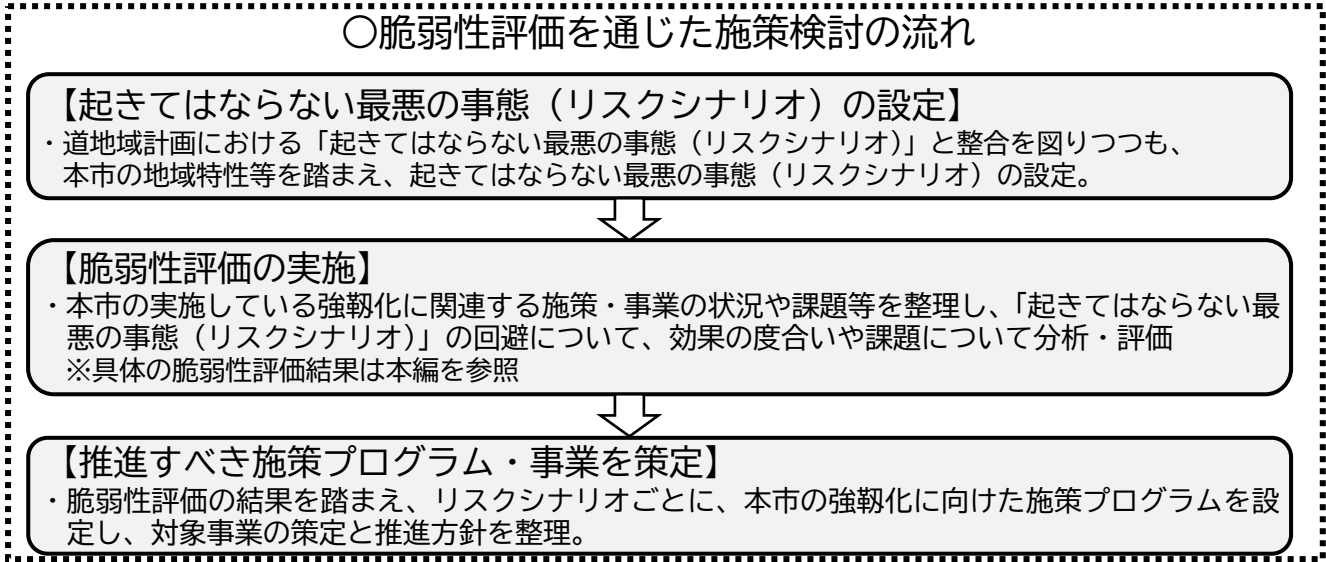 ○脆弱性評価を通じた施策検討の流れ
【起きてはならない最悪の事態（リスクシナリオ）の設定】
・道地域計画における「起きてはならない最悪の事態（リスクシナリオ）」と整合を図りつつも、
本市の地域特性等を踏まえ、起きてはならない最悪の事態（リスクシナリオ）の設定。
【脆弱性評価の実施】
・本市の実施している強靱化に関連する施策・事業の状況や課題等を整理し、「起きてはならない最
悪の事態（リスクシナリオ）」の回避について、効果の度合いや課題について分析・評価
※具体の脆弱性評価結果は本編を参照
【推進すべき施策プログラム・事業を策定】
・脆弱性評価の結果を踏まえ、リスクシナリオごとに、本市の強靱化に向けた施策プログラムを設
定し、対象事業の策定と推進方針を整理。